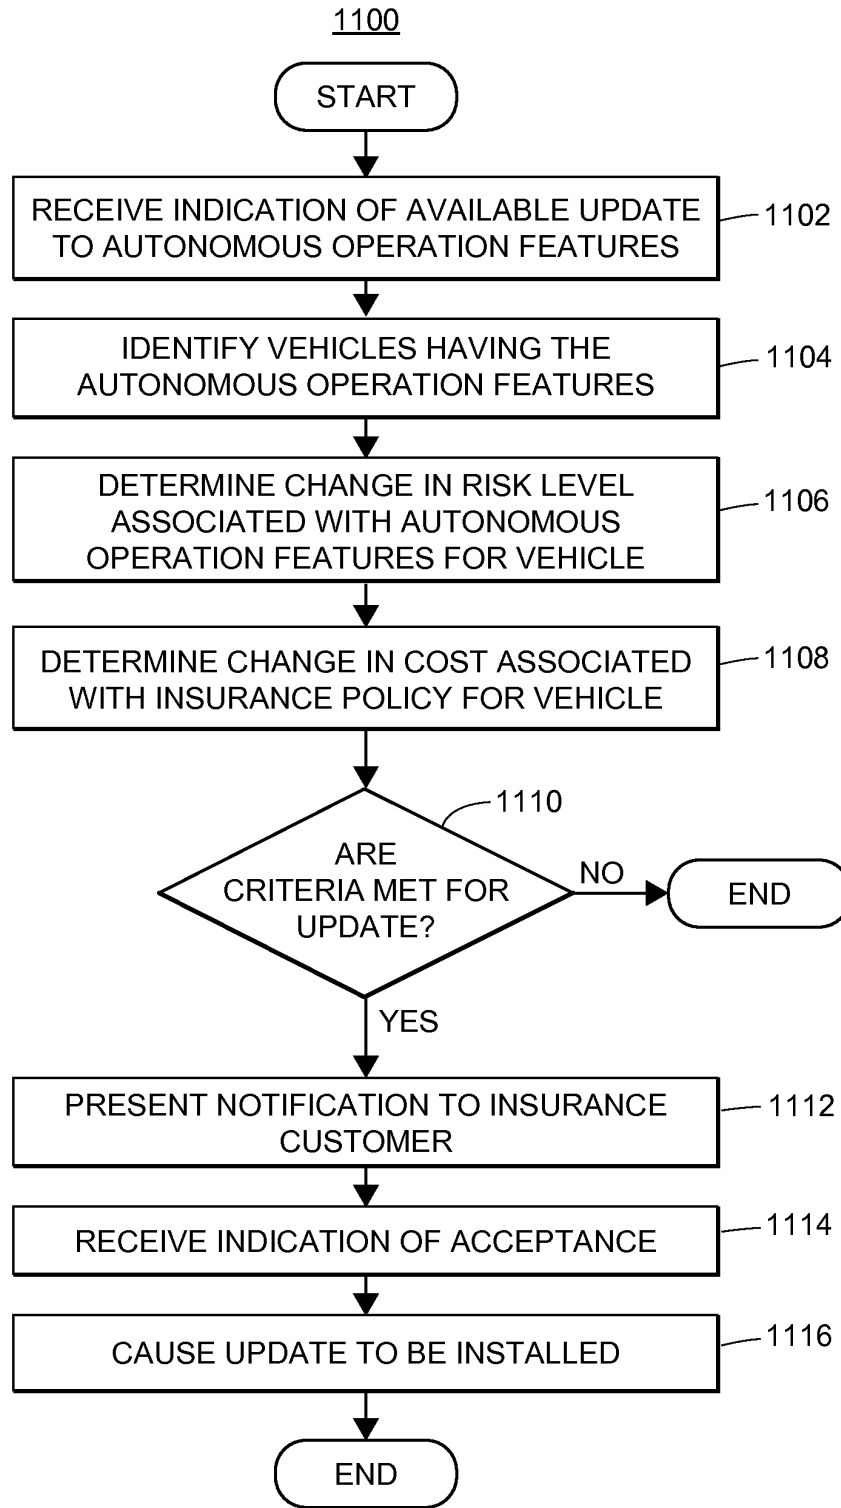 1100
START
RECEIVE INDICATION OF AVAILABLE UPDATE
TO AUTONOMOUS OPERATION FEATURES
1102
IDENTIFY VEHICLES HAVING THE
AUTONOMOUS OPERATION FEATURES
1104
DETERMINE CHANGE IN RISK LEVEL
ASSOCIATED WITH AUTONOMOUS
OPERATION FEATURES FOR VEHICLE
1106
DETERMINE CHANGE IN COST ASSOCIATED
WITH INSURANCE POLICY FOR VEHICLE
1108
1110
ARE
CRITERIA MET FOR
UPDATE?
NO
END
YES
PRESENT NOTIFICATION TO INSURANCE
CUSTOMER
1112
RECEIVE INDICATION OF ACCEPTANCE
1114
CAUSE UPDATE TO BE INSTALLED
1116
END